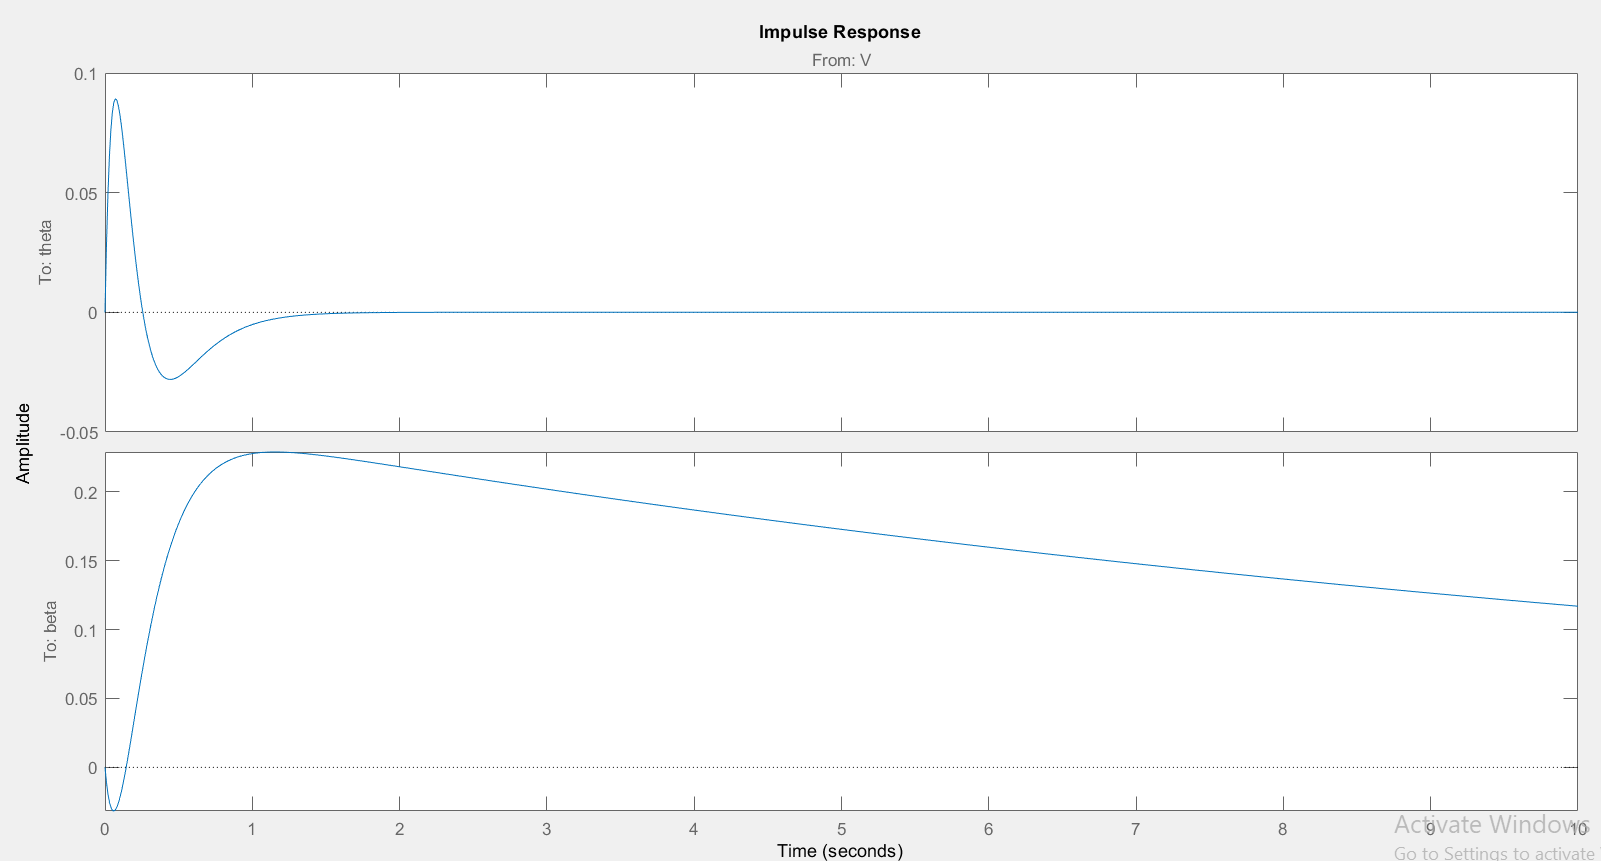 Impulse Response
From: V
0.1
0.05
0
-0.05
To: theta
Amplitude
0.2
0.15
0.1
0.05
0
To: beta
0 1 2 3 4 5 6 7 8 9 10
Time (seconds)
Activate Windows
Go to Settings to activate